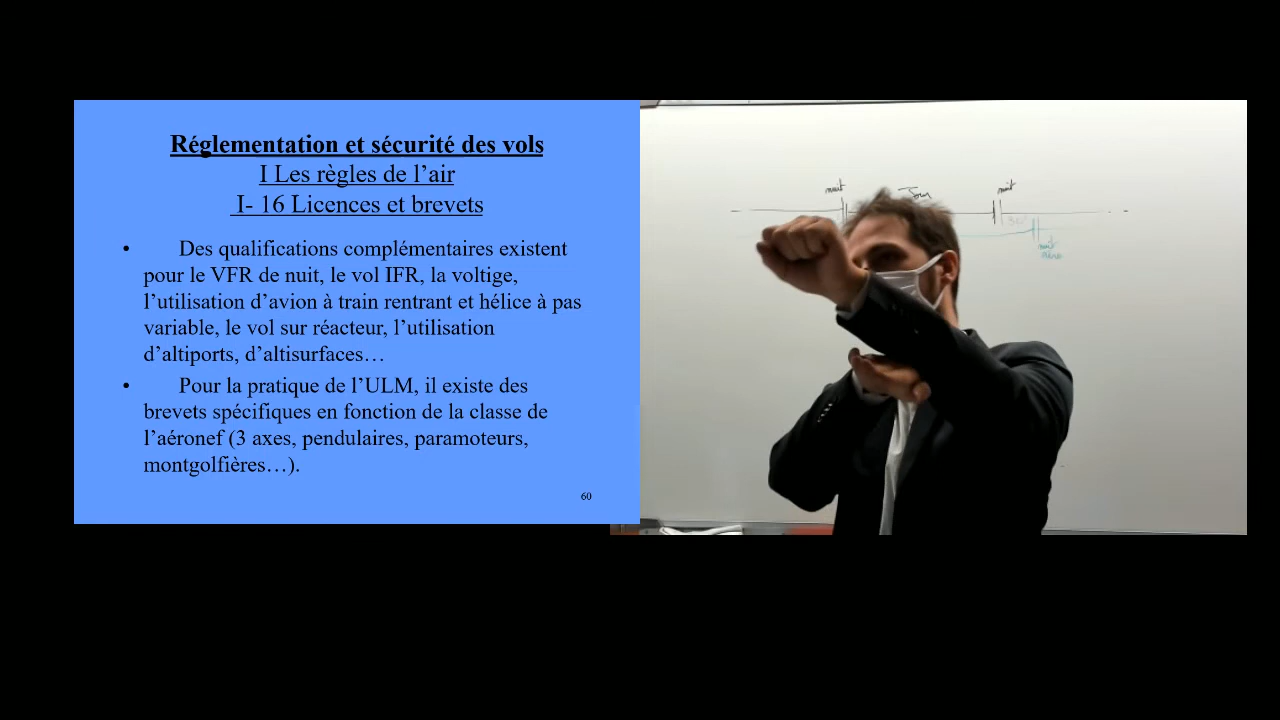 Réglementation et sécurité des vols
I Les règles de l’air
I- 16 Licences et brevets
• Des qualifications complémentaires existent
pour le VFR de nuit, le vol IFR, la voltige,
l’utilisation d’avion à train rentrant et hélice à pas
variable, le vol sur réacteur, l’utilisation
d’altiports, d’altisurfaces…
• Pour la pratique de l’ULM, il existe des
brevets spécifiques en fonction de la classe de
l’aéronef (3 axes, pendulaires, paramoteurs,
montgolfières…).
60
nuit Jour nuit
nuit